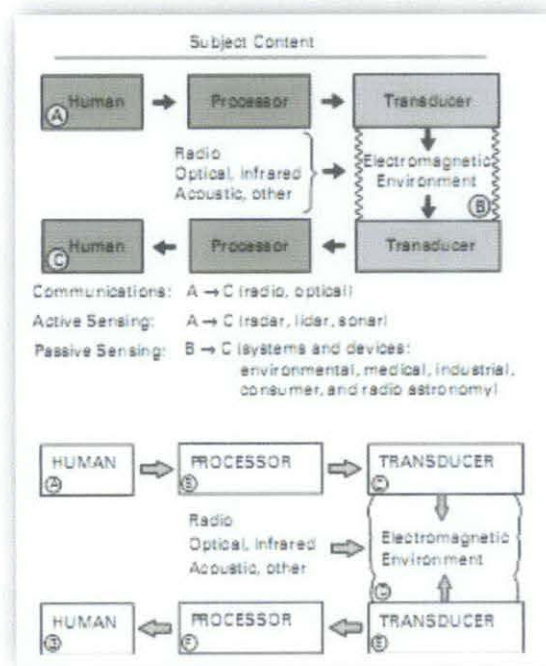 Subject Content
Human → Processor → Transducer
A
Radio
Optical, Infrared
Acoustic, other
Electromagnetic
Environment
B
Human ← Processor ← Transducer
C
Communications: A → C (radio, optical)
Active Sensing: A → C (radar, lidar, sonar)
Passive Sensing: B → C (systems and devices:
environmental, medical, industrial,
consumer, and radio astronomy)
HUMAN PROCESSOR TRANSDUCER
A
Radio
Optical, Infrared
Acoustic, other
Electromagnetic
Environment
HUMAN PROCESSOR TRANSDUCER